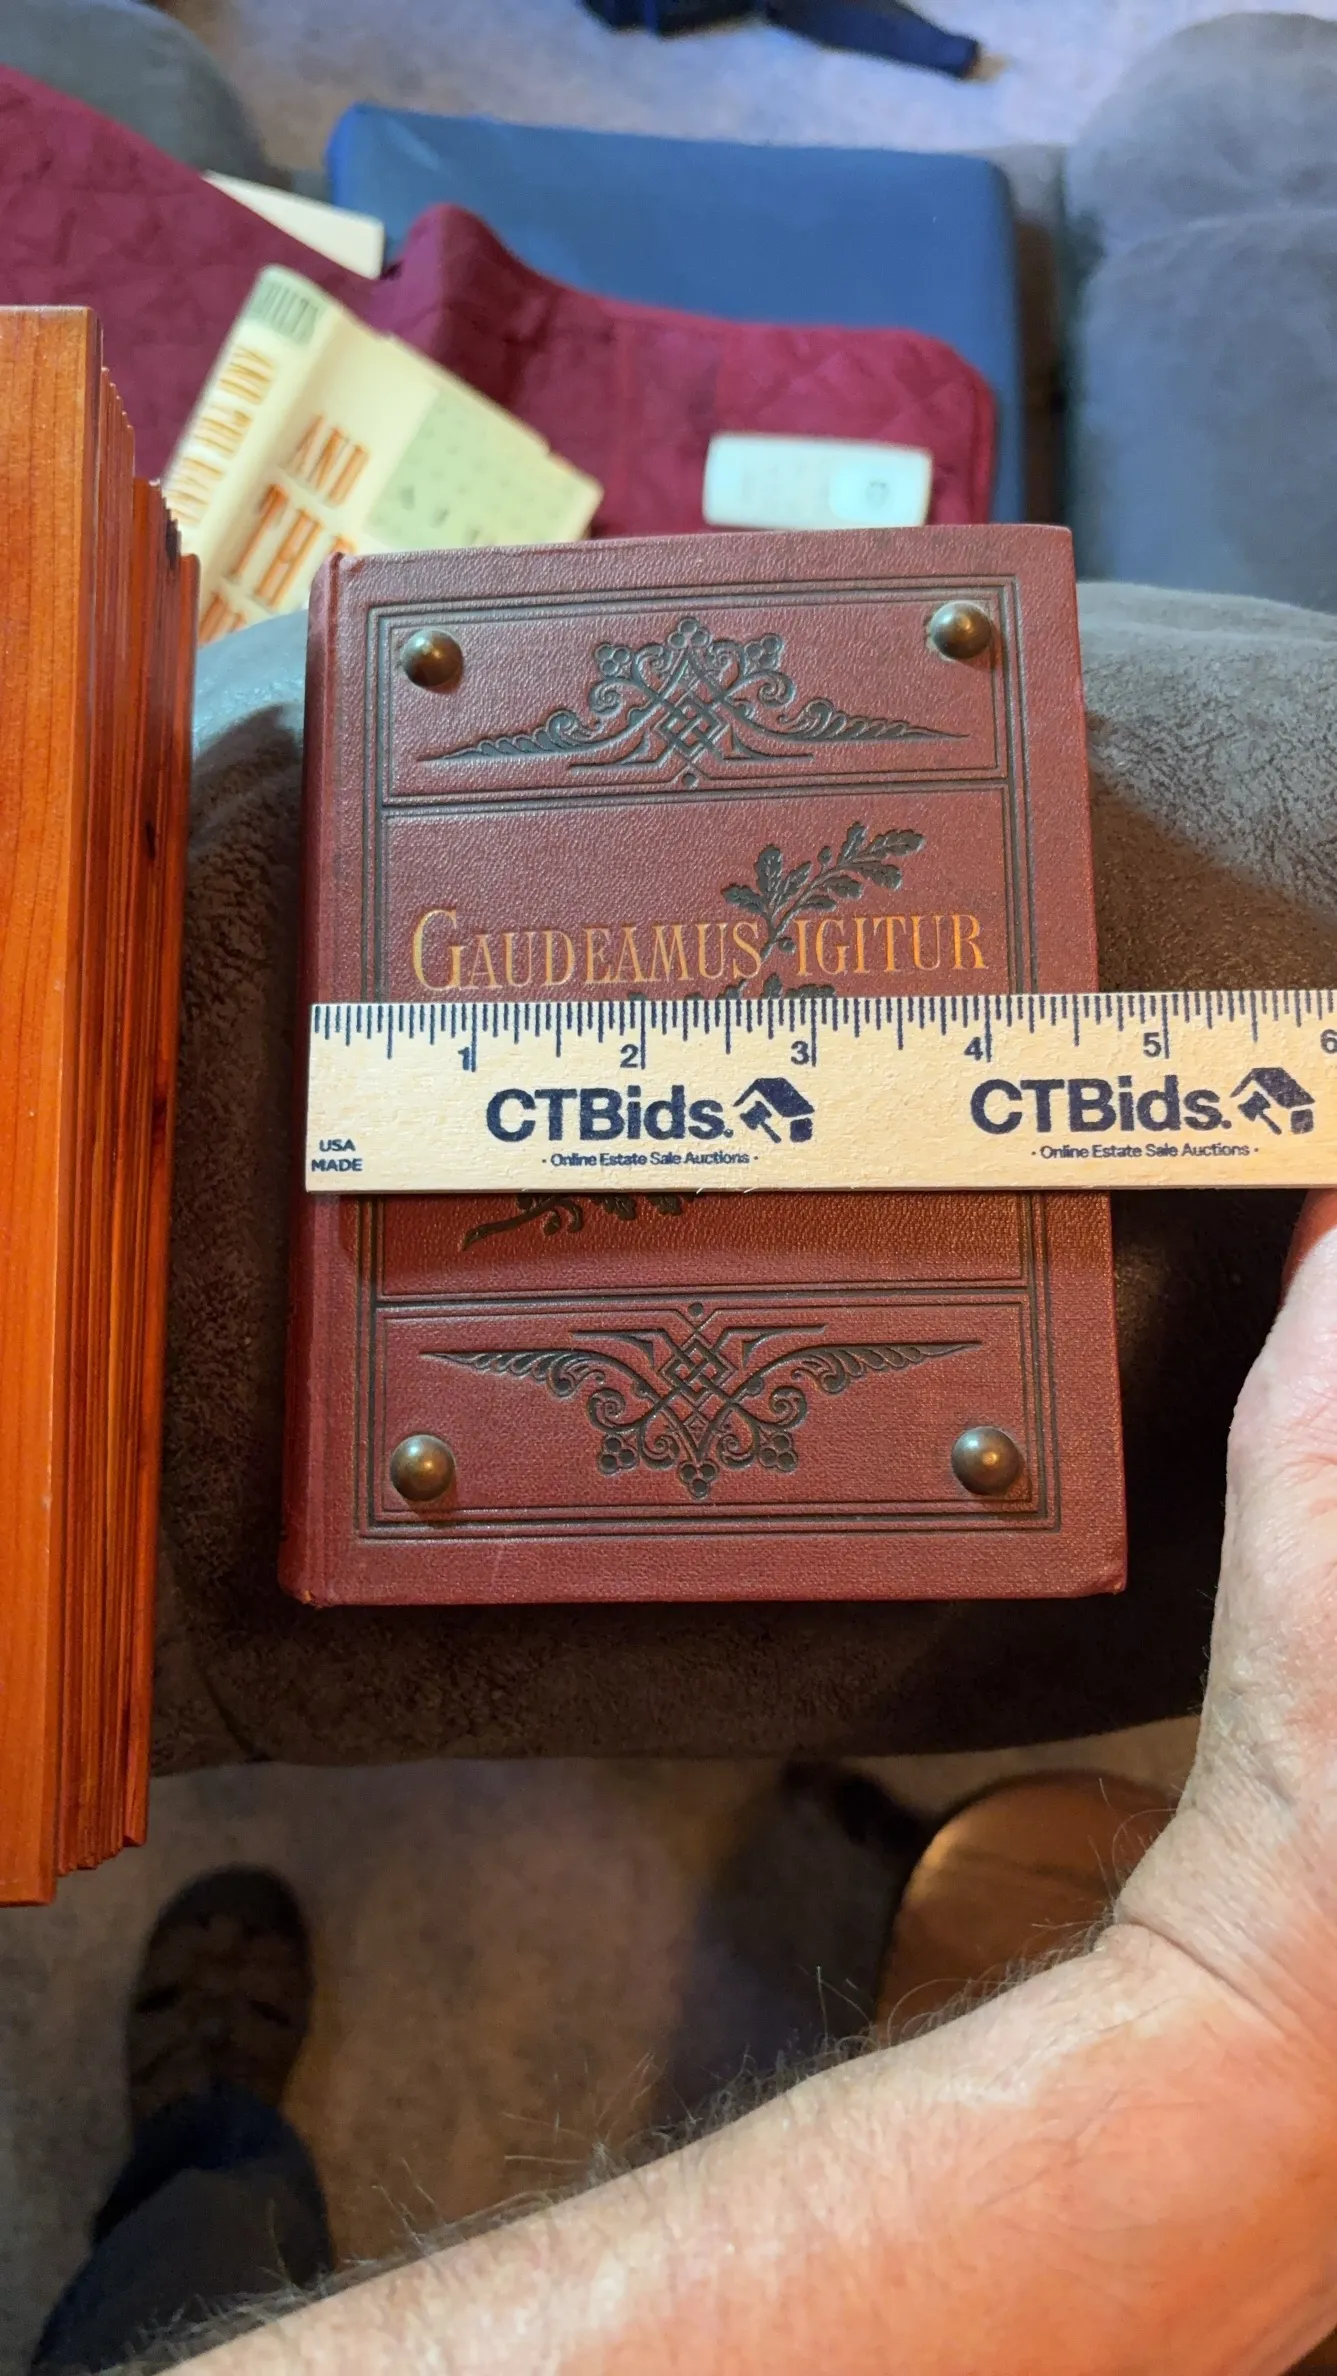 AND
TH
GAUDEAMUS IGITUR
1 2 3 4 5 6
CTBids. CTBids.
USA
MADE
· Online Estate Sale Auctions · · Online Estate Sale Auctions ·